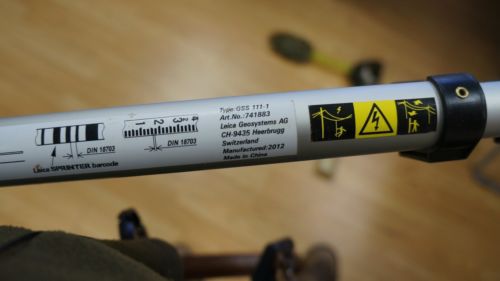 DIN 18703
Leica SPRINTER barcode
1 2 3 4
DIN 18703
Type: GSS 111-1
Art.No.:741883
Leica Geosystems AG
CH-9435 Heerbrugg
Switzerland
Manufactured:2012
Made in China